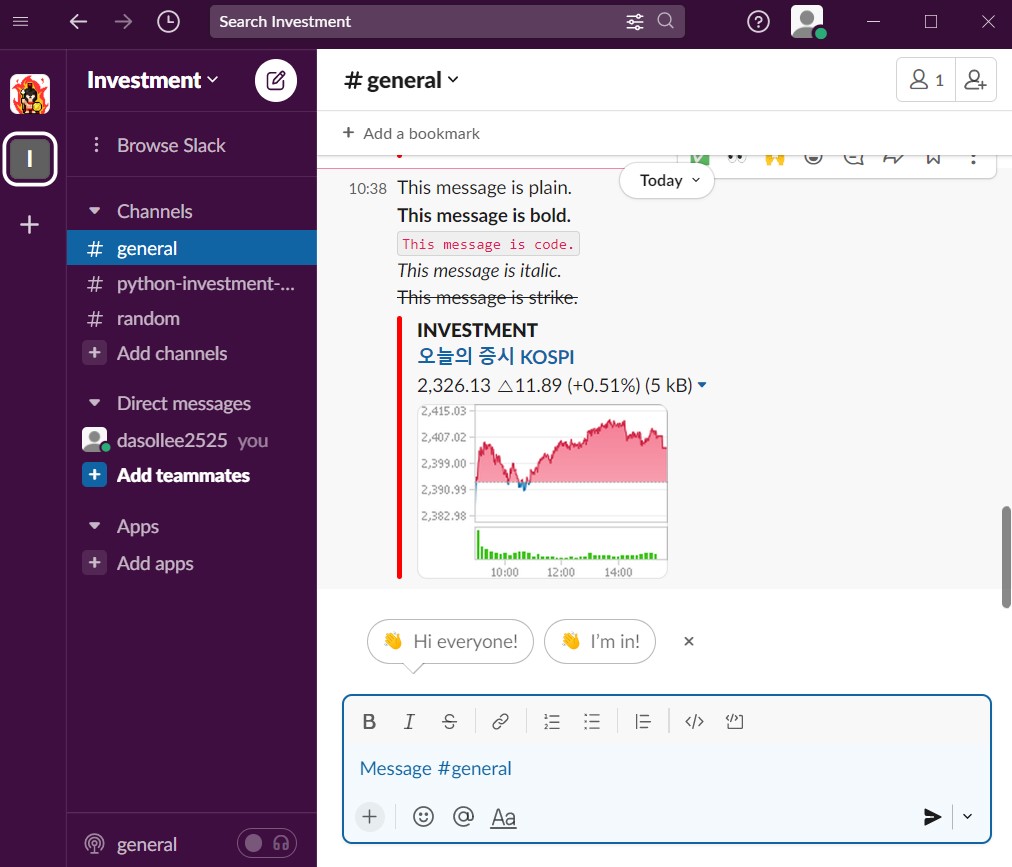 Search Investment
I
Investment
Browse Slack
Channels
# general
# python-investment-...
# random
+ Add channels
Direct messages
dasollee2525 you
+ Add teammates
Apps
+ Add apps
general
# general
1
+ Add a bookmark
Today
10:38 This message is plain.
This message is bold.
This message is code.
This message is italic.
This message is strike.
INVESTMENT
오늘의 증시 KOSPI
2,326.13 △11.89 (+0.51%) (5 kB)
2,415.03
2,407.02
2,399.00
2,390.99
2,382.98
10:00 12:00 14:00
👋 Hi everyone! 👋 I’m in!
B I S
Message #general
+ @ Aa